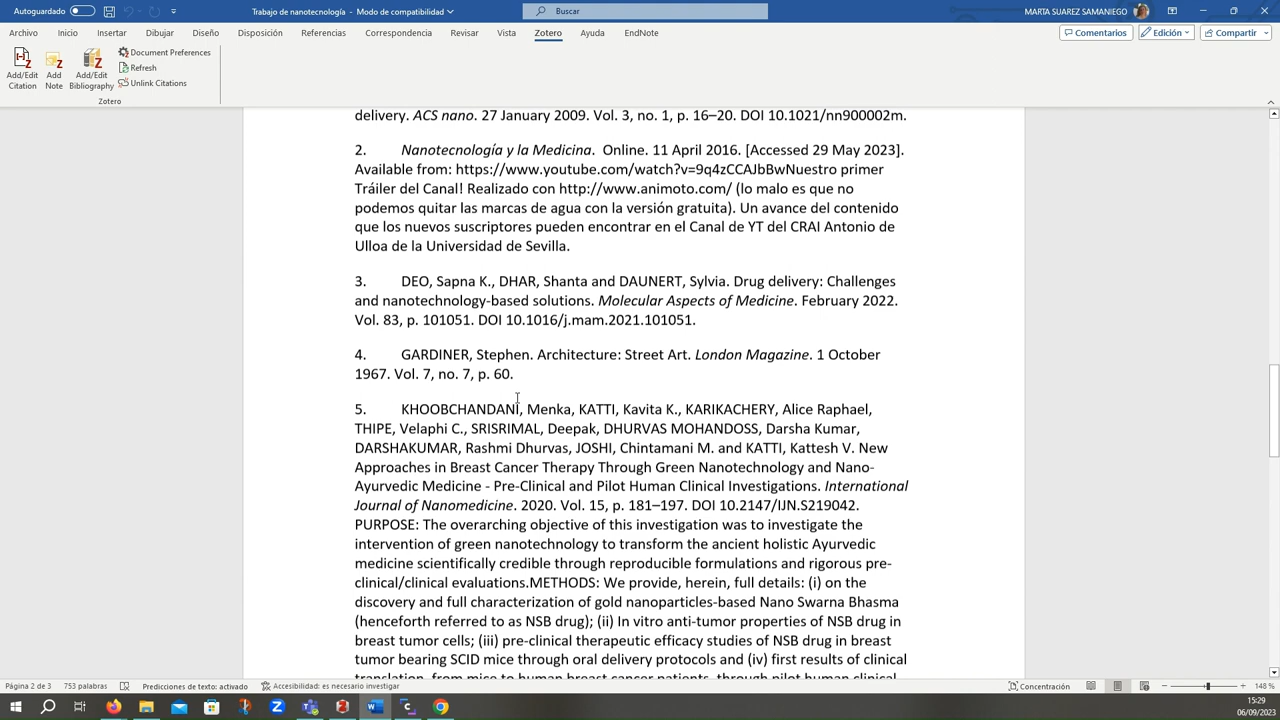 Autoguardado
Trabajo de nanotecnología - Modo de compatibilidad
Buscar
MARTA SUAREZ SAMANIEGO
Archivo Inicio Insertar Dibujar Diseño Disposición Referencias Correspondencia Revisar Vista Zotero Ayuda EndNote
Comentarios Edición Compartir
Add/Edit Citation
Add Note
Add/Edit Bibliography
Document Preferences
Refresh
Unlink Citations
Zotero
delivery. ACS nano. 27 January 2009. Vol. 3, no. 1, p. 16–20. DOI 10.1021/nn900002m.
2. Nanotecnología y la Medicina. Online. 11 April 2016. [Accessed 29 May 2023].
Available from: https://www.youtube.com/watch?v=9q4zCCAJbBwNuestro primer
Tráiler del Canal! Realizado con http://www.animoto.com/ (lo malo es que no
podemos quitar las marcas de agua con la versión gratuita). Un avance del contenido
que los nuevos suscriptores pueden encontrar en el Canal de YT del CRAI Antonio de
Ulloa de la Universidad de Sevilla.
3. DEO, Sapna K., DHAR, Shanta and DAUNERT, Sylvia. Drug delivery: Challenges
and nanotechnology-based solutions. Molecular Aspects of Medicine. February 2022.
Vol. 83, p. 101051. DOI 10.1016/j.mam.2021.101051.
4. GARDINER, Stephen. Architecture: Street Art. London Magazine. 1 October
1967. Vol. 7, no. 7, p. 60.
5. KHOOBCHANDANI, Menka, KATTI, Kavita K., KARIKACHERY, Alice Raphael,
THIPE, Velaphi C., SRISRIMAL, Deepak, DHURVAS MOHANDOSS, Darsha Kumar,
DARSHAKUMAR, Rashmi Dhurvas, JOSHI, Chintamani M. and KATTI, Kattesh V. New
Approaches in Breast Cancer Therapy Through Green Nanotechnology and Nano-
Ayurvedic Medicine - Pre-Clinical and Pilot Human Clinical Investigations. International
Journal of Nanomedicine. 2020. Vol. 15, p. 181–197. DOI 10.2147/IJN.S219042.
PURPOSE: The overarching objective of this investigation was to investigate the
intervention of green nanotechnology to transform the ancient holistic Ayurvedic
medicine scientifically credible through reproducible formulations and rigorous pre-
clinical/clinical evaluations.METHODS: We provide, herein, full details: (i) on the
discovery and full characterization of gold nanoparticles-based Nano Swarna Bhasma
(henceforth referred to as NSB drug); (ii) In vitro anti-tumor properties of NSB drug in
breast tumor cells; (iii) pre-clinical therapeutic efficacy studies of NSB drug in breast
tumor bearing SCID mice through oral delivery protocols and (iv) first results of clinical
translation, from mice to human breast cancer patients, through pilot human clinical
Página 2 de 3 753 palabras Predicciones de texto: activado Accesibilidad: es necesario investigar
Concentración 148 %
15:29
06/09/2023